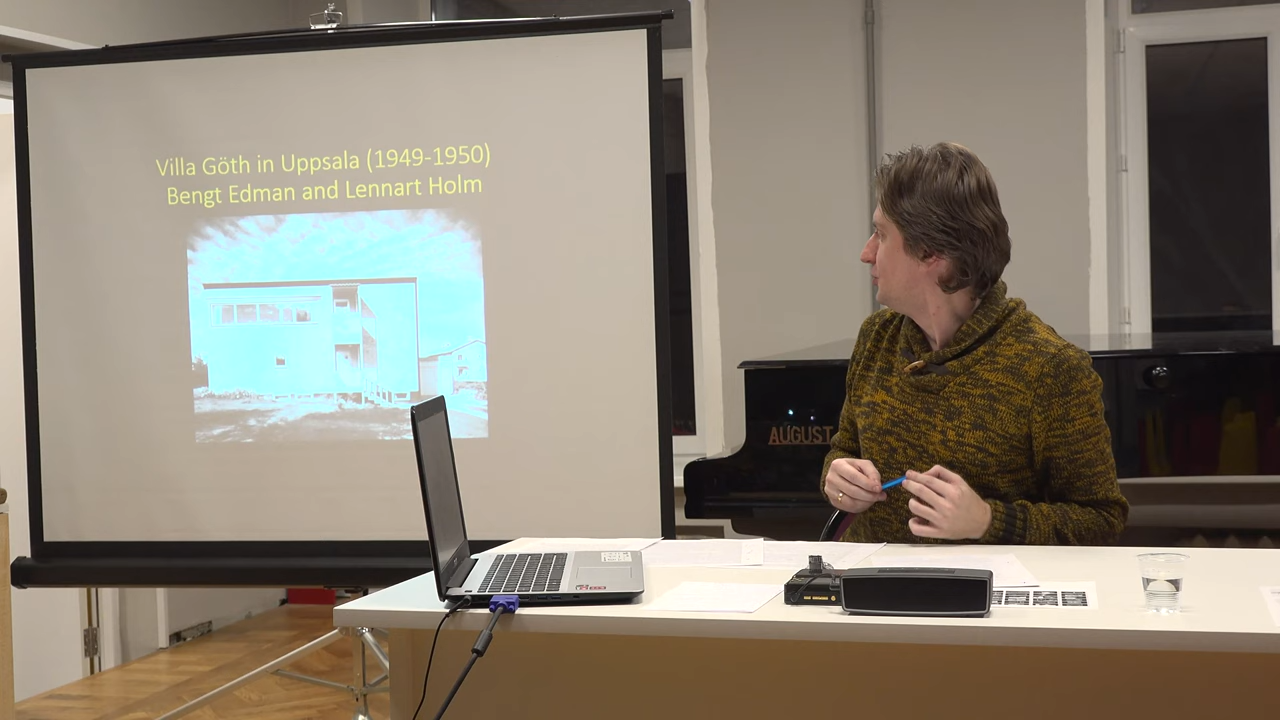 Villa Göth in Uppsala (1949-1950)
Bengt Edman and Lennart Holm
AUGUST